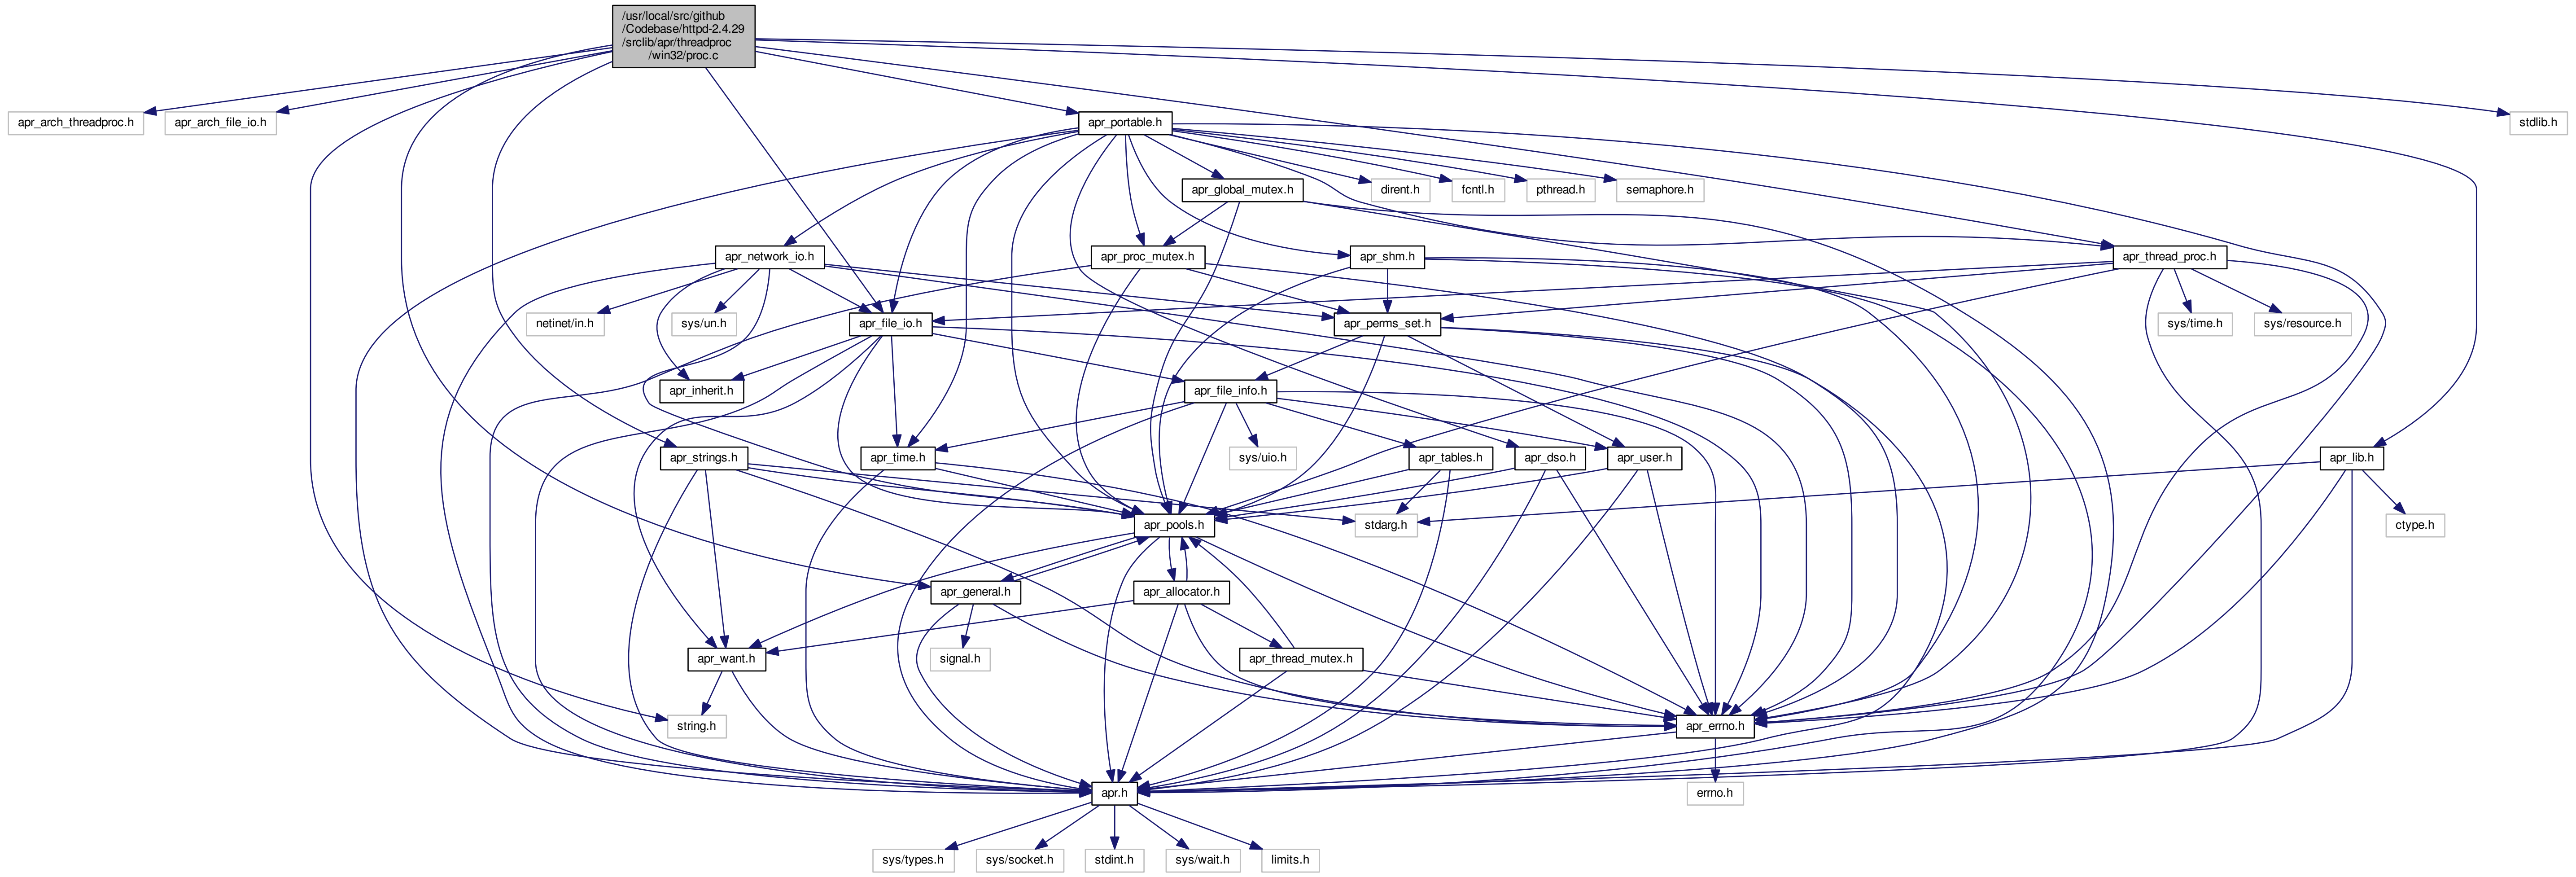 /usr/local/src/github
/Codebase/httpd-2.4.29
/srclib/apr/threadproc
/win32/proc.c
apr_arch_threadproc.h
apr_arch_file_io.h
apr_portable.h
stdlib.h
apr_global_mutex.h
dirent.h
fcntl.h
pthread.h
semaphore.h
apr_network_io.h
apr_proc_mutex.h
apr_shm.h
apr_thread_proc.h
netinet/in.h
sys/un.h
apr_file_io.h
apr_perms_set.h
sys/time.h
sys/resource.h
apr_inherit.h
apr_file_info.h
apr_strings.h
apr_time.h
sys/uio.h
apr_tables.h
apr_dso.h
apr_user.h
apr_lib.h
apr_pools.h
stdarg.h
ctype.h
apr_general.h
apr_allocator.h
apr_want.h
signal.h
apr_thread_mutex.h
string.h
apr_errno.h
apr.h
errno.h
sys/types.h
sys/socket.h
stdint.h
sys/wait.h
limits.h